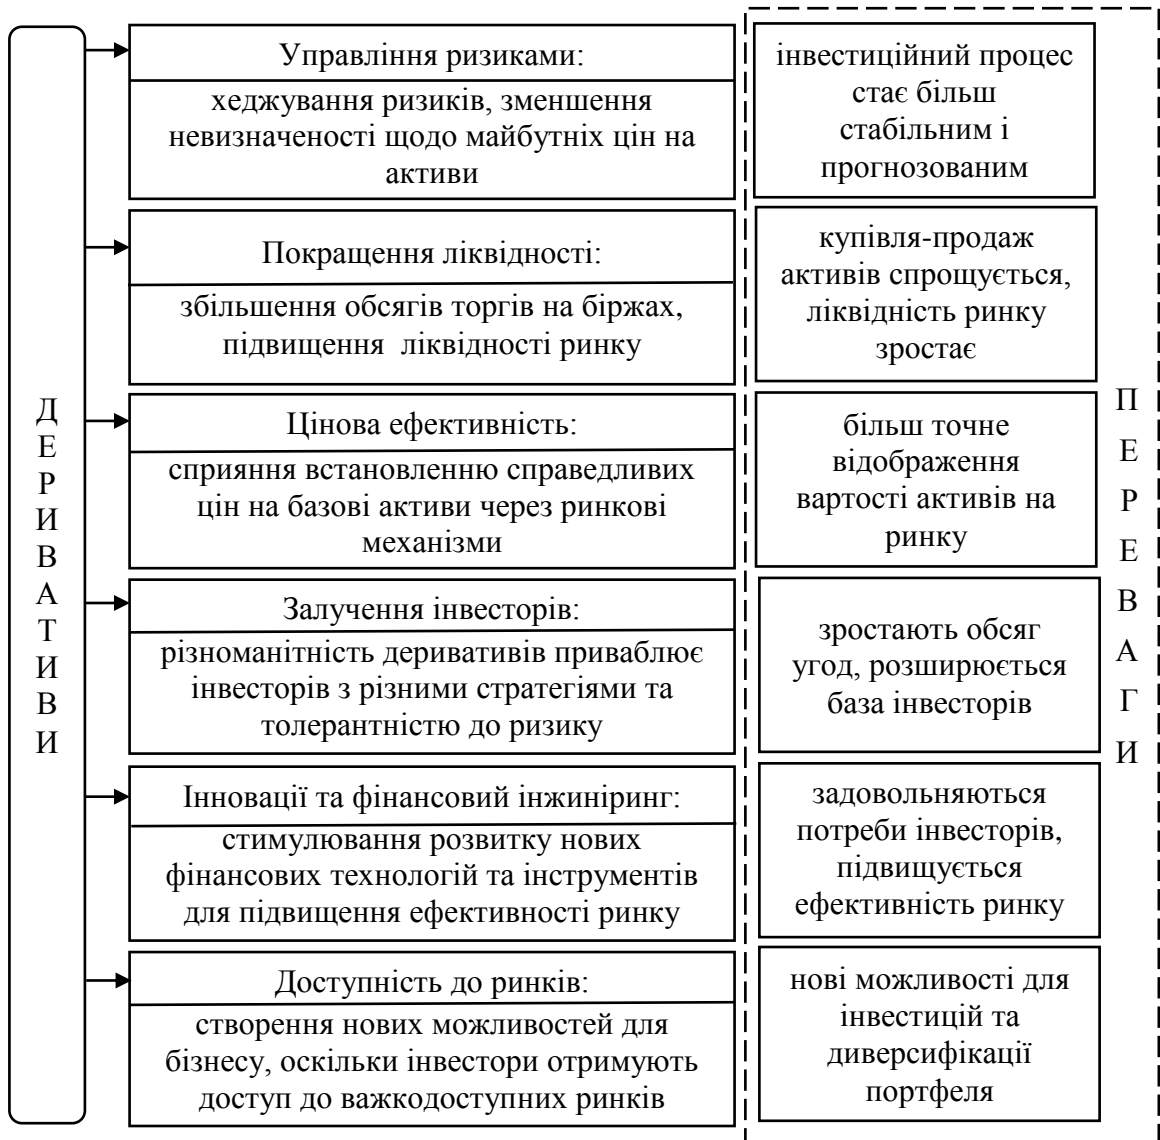 ДЕРИВАТИВИ
Управління ризиками:
хеджування ризиків, зменшення
невизначеності щодо майбутніх цін на
активи
інвестиційний процес
стає більш
стабільним і
прогнозованим
Покращення ліквідності:
збільшення обсягів торгів на біржах,
підвищення ліквідності ринку
купівля-продаж
активів спрощується,
ліквідність ринку
зростає
Цінова ефективність:
сприяння встановленню справедливих
цін на базові активи через ринкові
механізми
більш точне
відображення
вартості активів на
ринку
Залучення інвесторів:
різноманітність деривативів приваблює
інвесторів з різними стратегіями та
толерантністю до ризику
зростають обсяг
угод, розширюється
база інвесторів
Інновації та фінансовий інжиніринг:
стимулювання розвитку нових
фінансових технологій та інструментів
для підвищення ефективності ринку
задовольняються
потреби інвесторів,
підвищується
ефективність ринку
Доступність до ринків:
створення нових можливостей для
бізнесу, оскільки інвестори отримують
доступ до важкодоступних ринків
нові можливості для
інвестицій та
диверсифікації
портфеля
ПЕРЕВАГИ